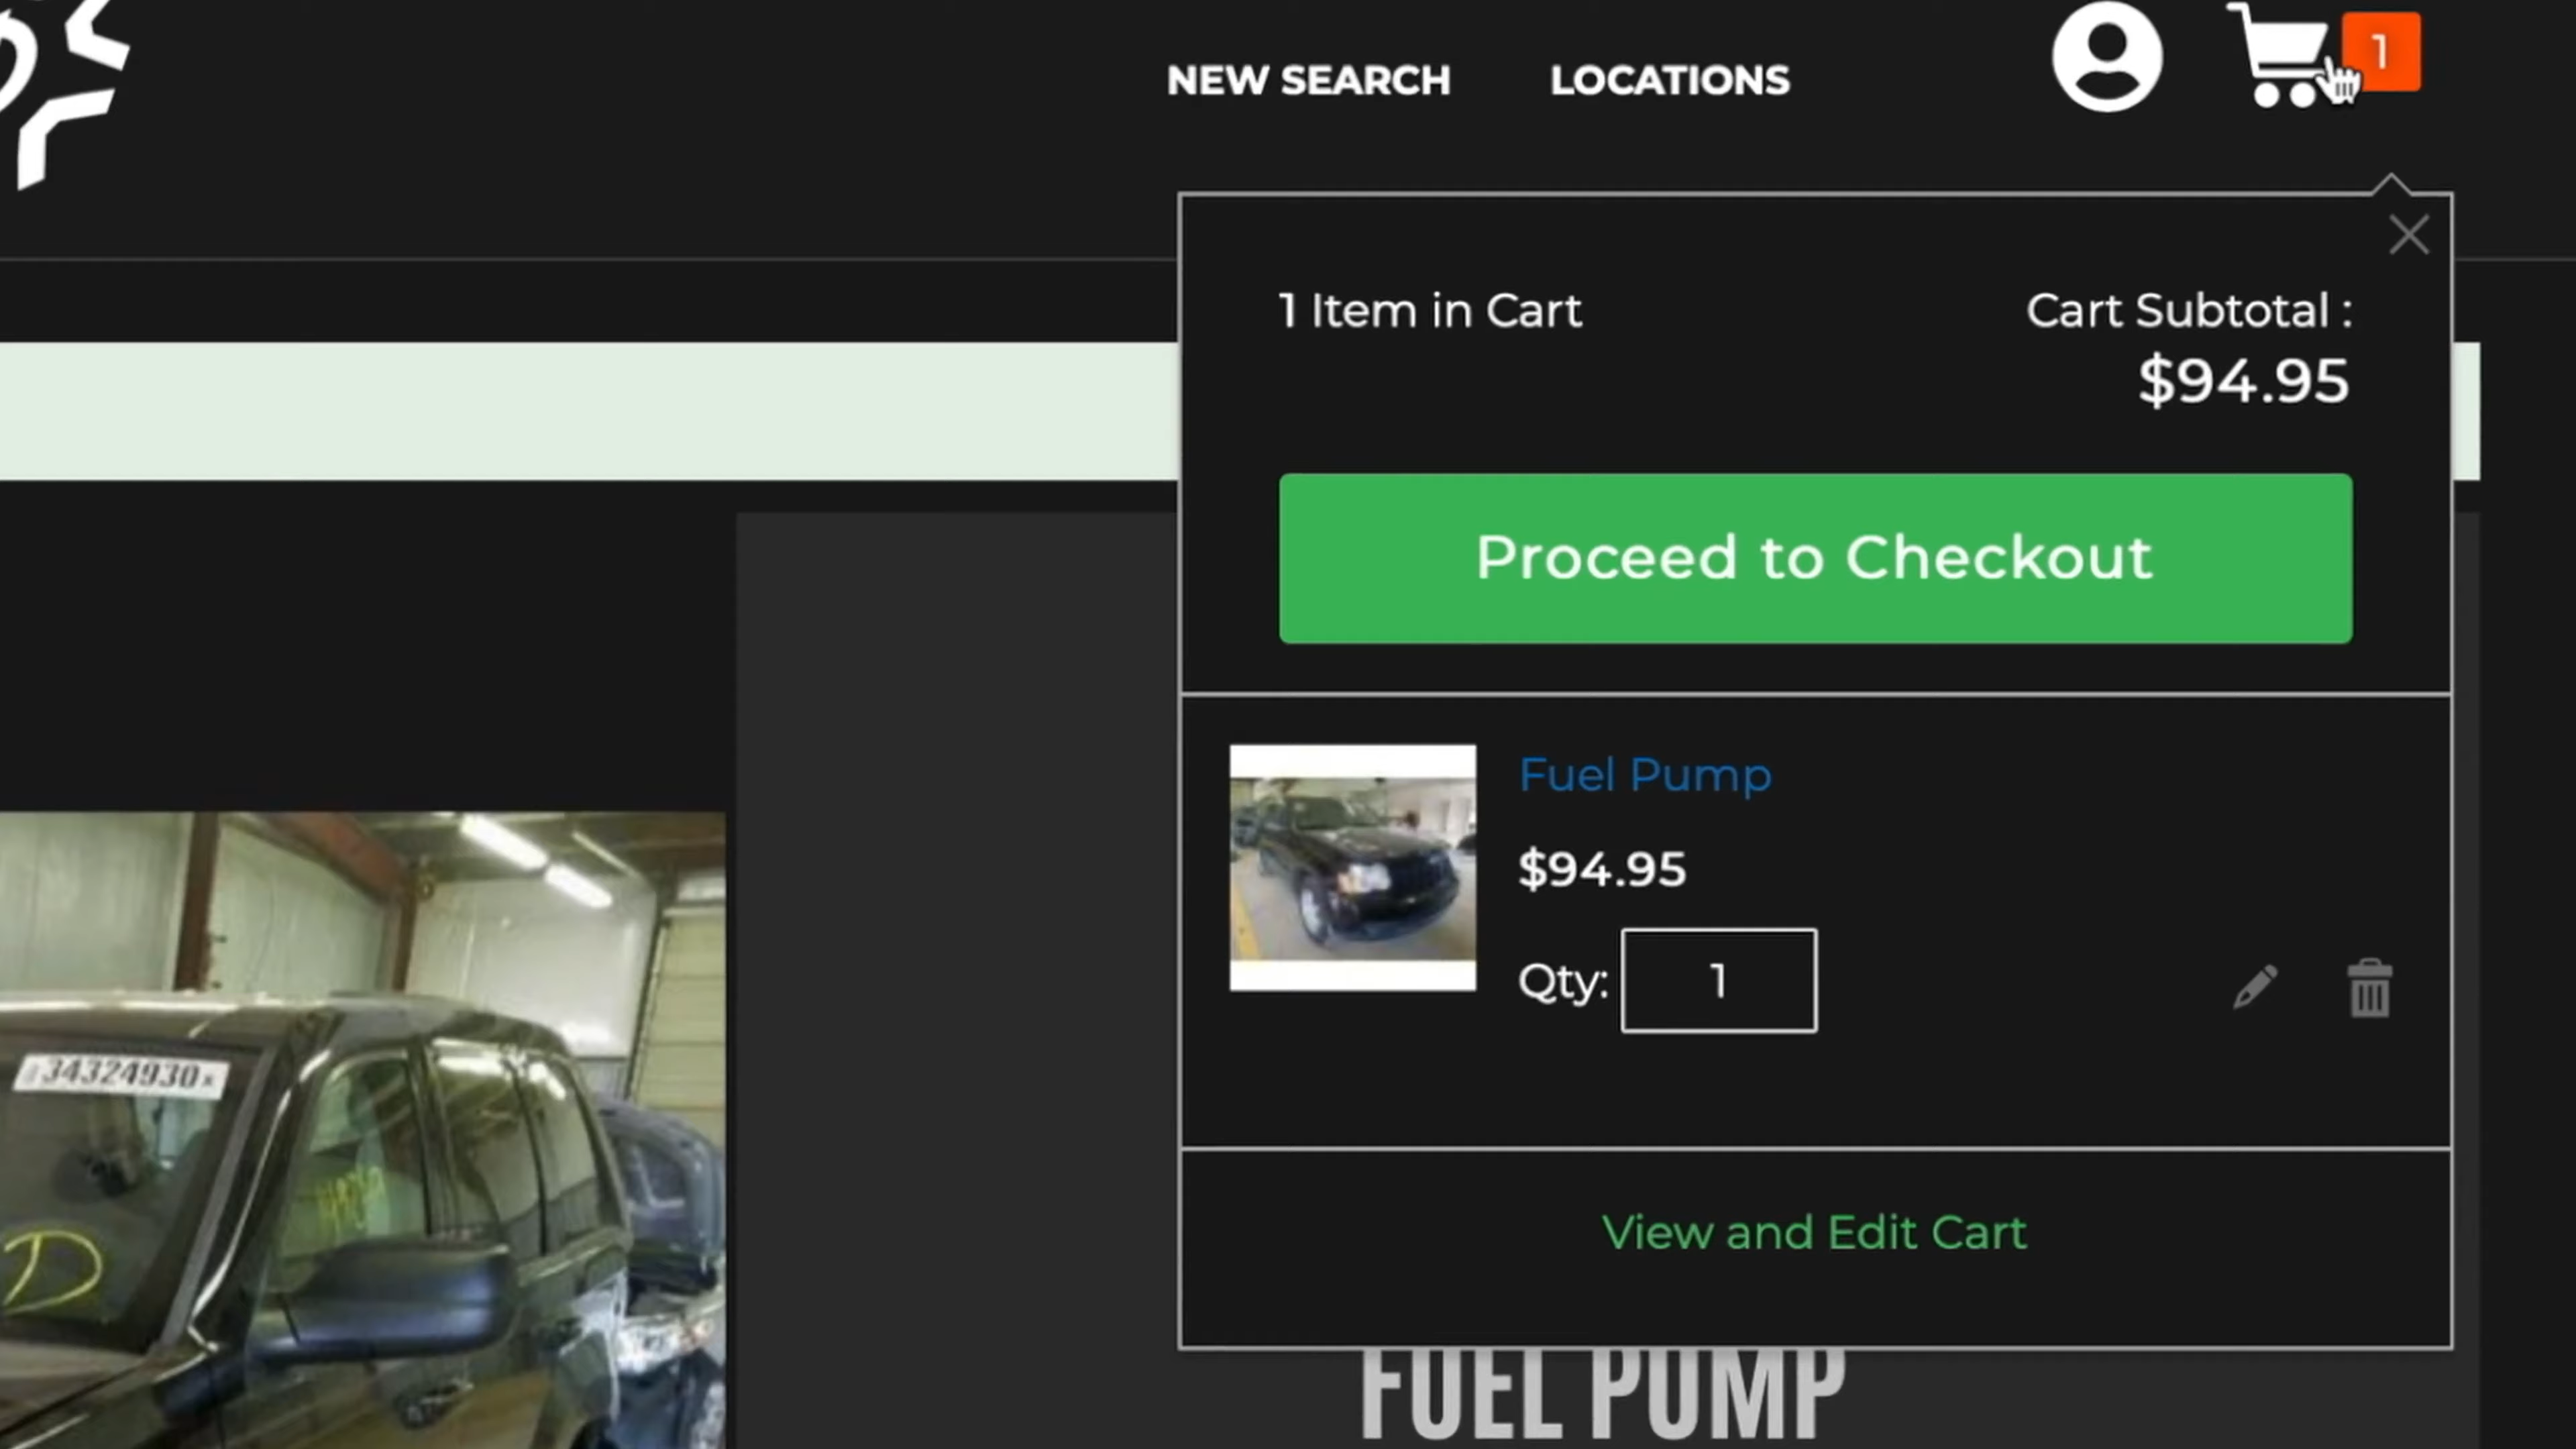 NEW SEARCH LOCATIONS 1
1 Item in Cart
Cart Subtotal :
$94.95
Proceed to Checkout
Fuel Pump
$94.95
Qty: 1
View and Edit Cart
34324930
D
FUEL PUMP